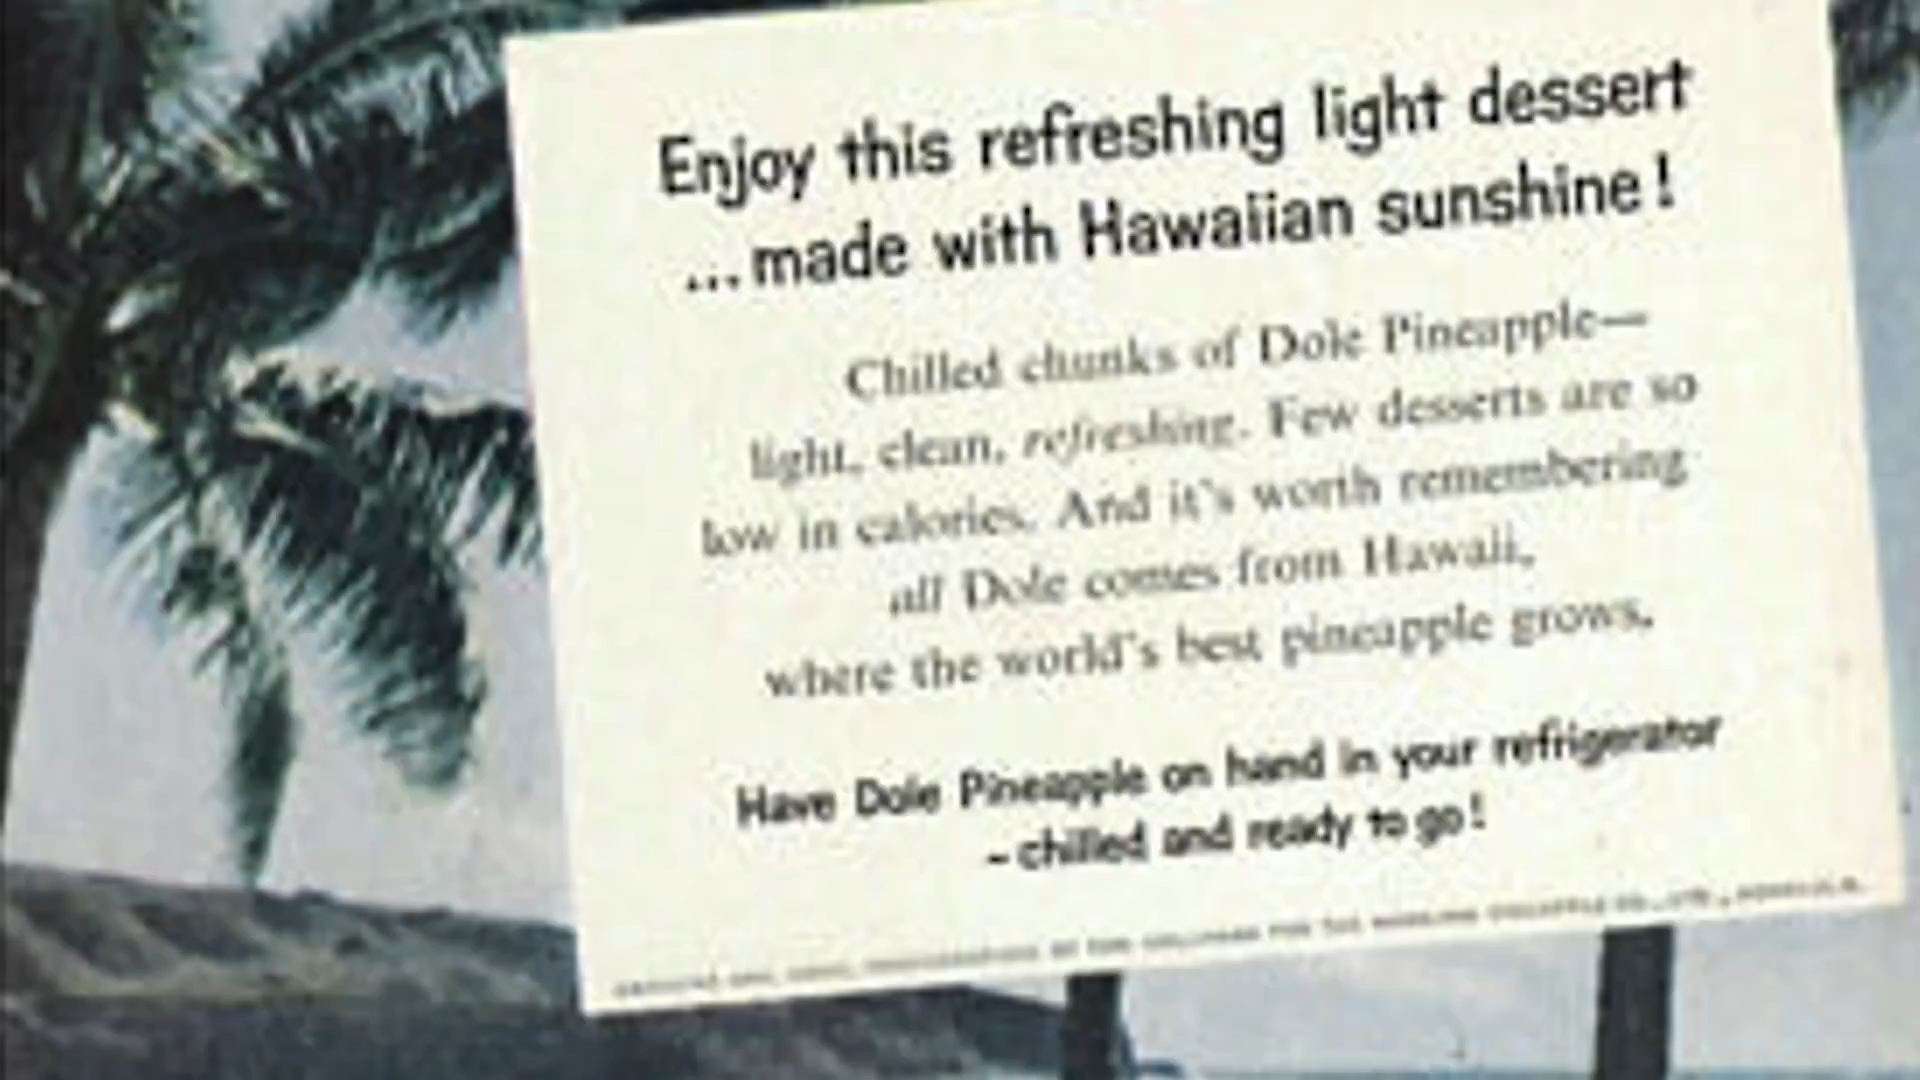 Enjoy this refreshing light dessert
...made with Hawaiian sunshine!
Chilled chunks of Dole Pineapple—
light, clean, refreshing. Few desserts are so
low in calories. And it's worth remembering
all Dole comes from Hawaii,
where the world's best pineapple grows.
Have Dole Pineapple on hand in your refrigerator
-chilled and ready to go!